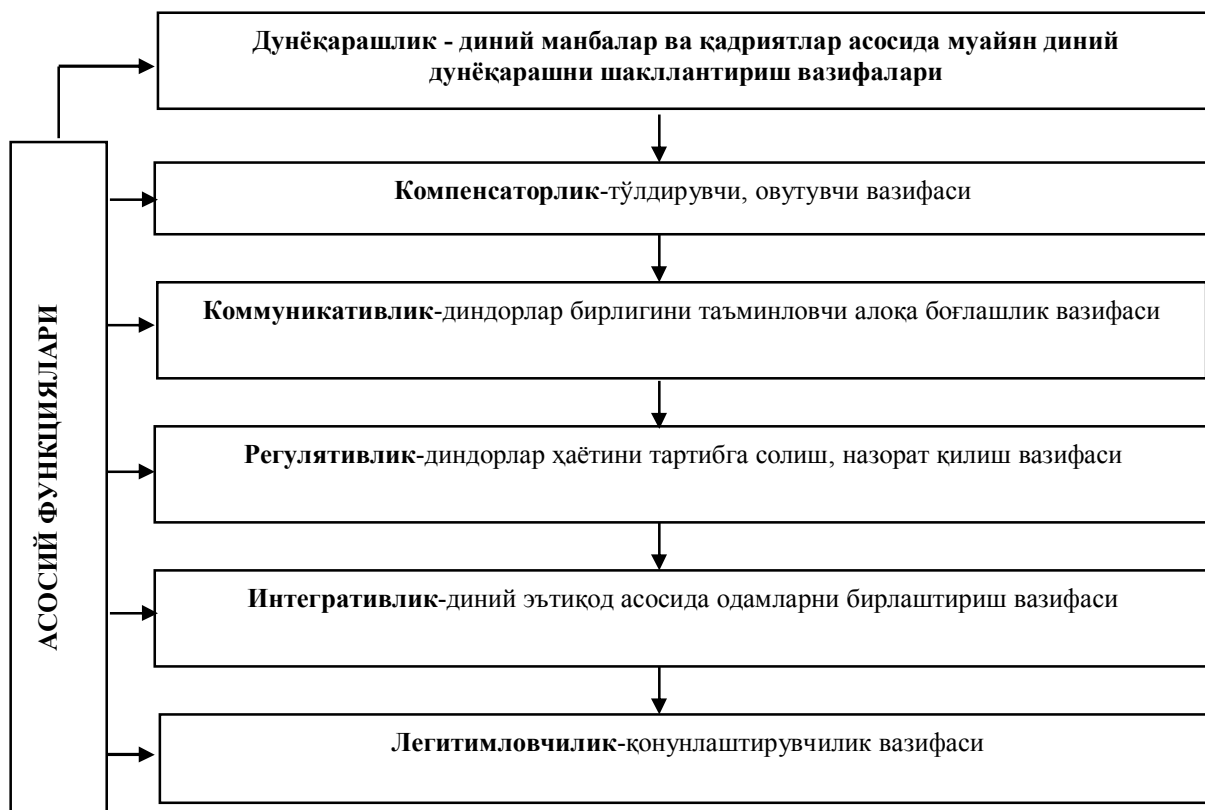 Дунёқарашлик - диний манбалар ва қадриятлар асосида муайян диний
дунёқарашни шакллантириш вазифалари
АСОСИЙ ФУНКЦИЯЛАРИ
Компенсаторлик-тўлдирувчи, овутувчи вазифаси
Коммуникативлик-диндорлар бирлигини таъминловчи алоқа боғлашлик вазифаси
Регулятивлик-диндорлар ҳаётини тартибга солиш, назорат қилиш вазифаси
Интегративлик-диний эътиқод асосида одамларни бирлаштириш вазифаси
Легитимловчилик-қонунлаштирувчилик вазифаси